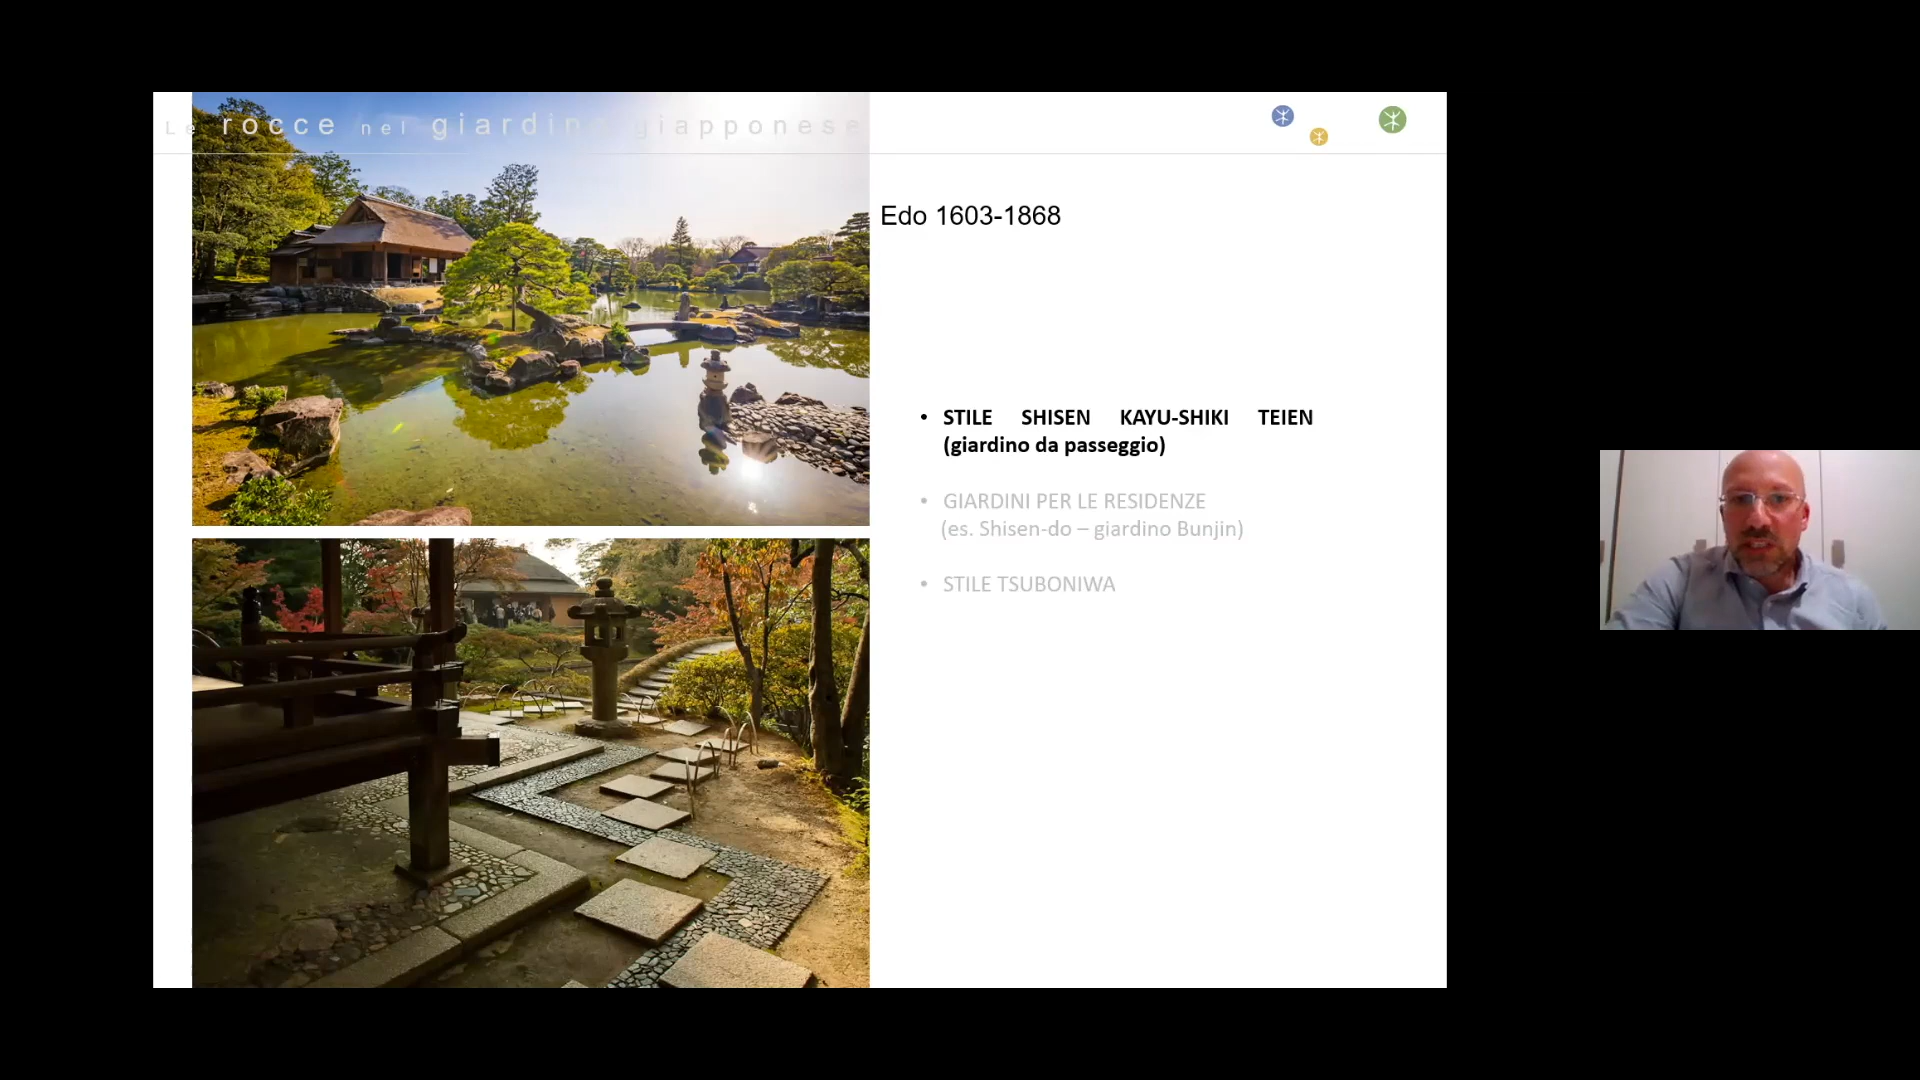 Le rocce nel giardino giapponese
Edo 1603-1868
• STILE SHISEN KAYU-SHIKI TEIEN
(giardino da passeggio)
• GIARDINI PER LE RESIDENZE
(es. Shisen-do – giardino Bunjin)
• STILE TSUBONIWA